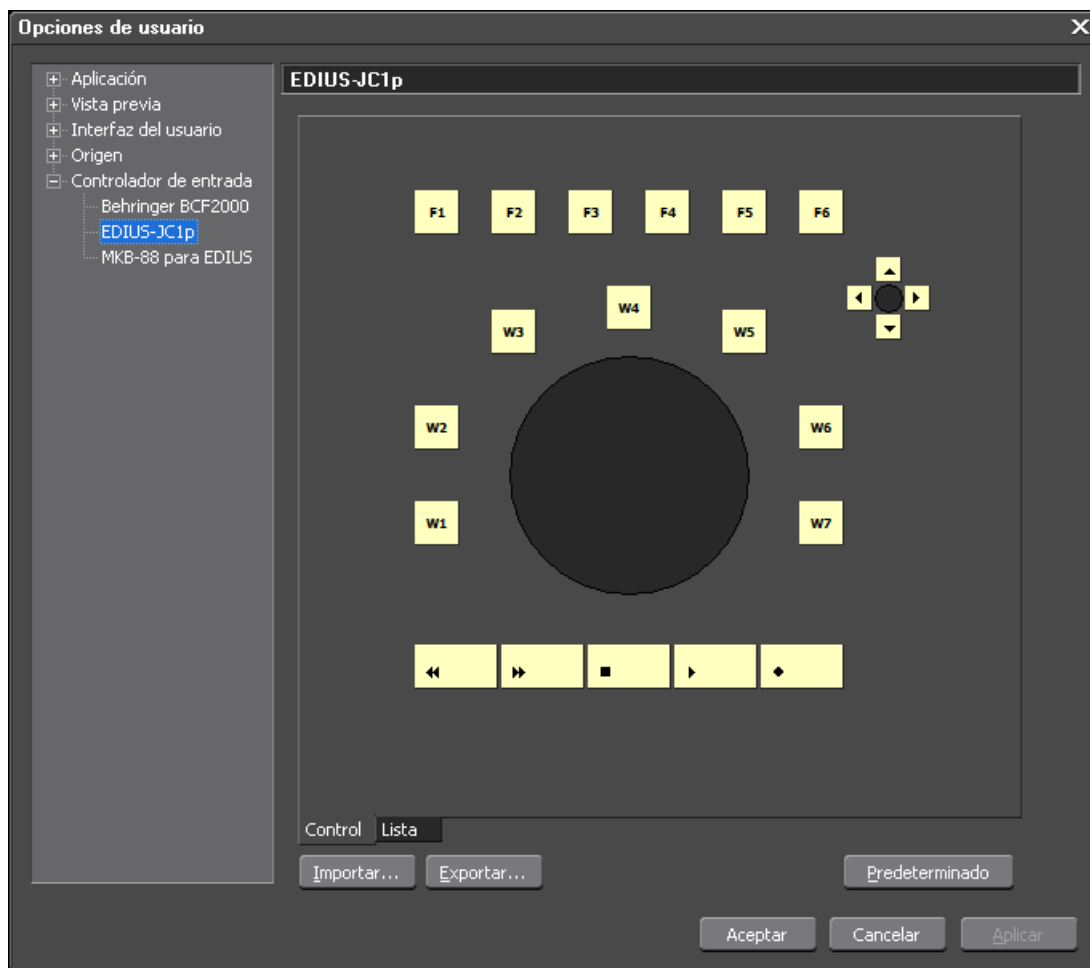 Opciones de usuario
Aplicación
Vista previa
Interfaz del usuario
Origen
Controlador de entrada
Behringer BCF2000
EDIUS-JC1p
MKB-88 para EDIUS
EDIUS-JC1p
F1 F2 F3 F4 F5 F6
W4
W3 W5
W2 W6
W1 W7
Control Lista
Importar... Exportar... Predeterminado
Aceptar Cancelar Aplicar